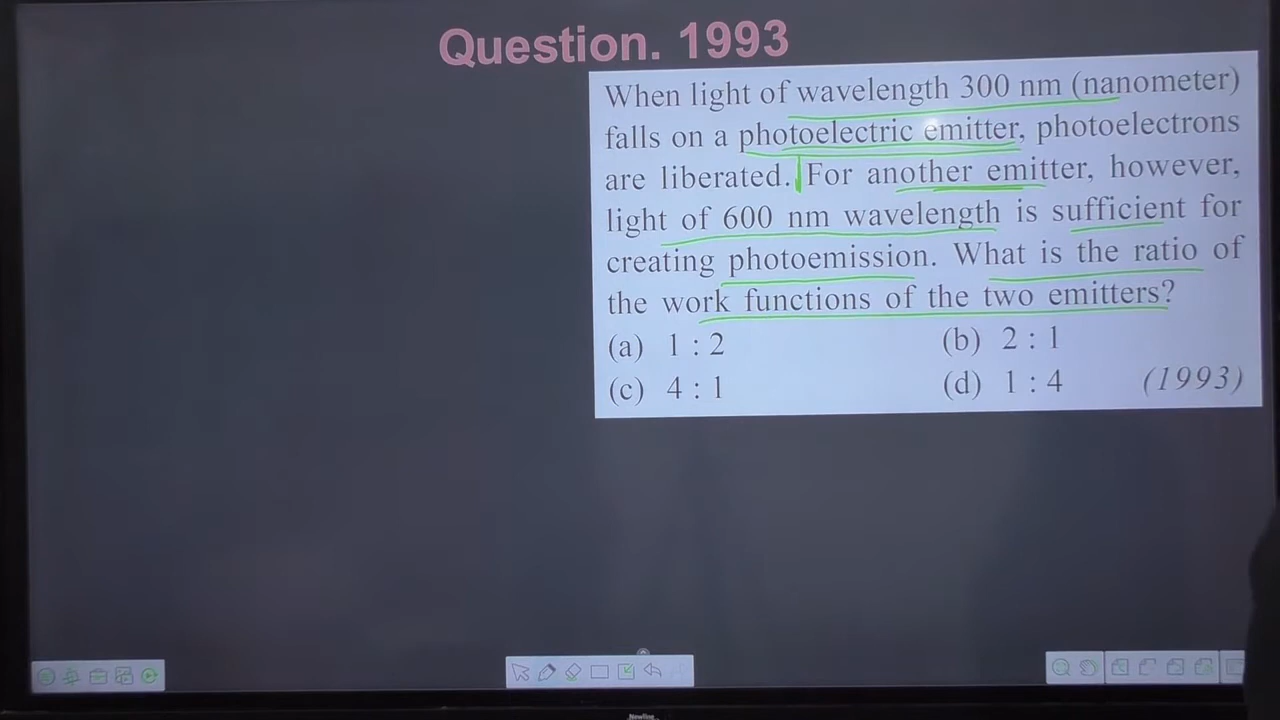 Question. 1993
When light of wavelength 300 nm (nanometer)
falls on a photoelectric emitter, photoelectrons
are liberated. For another emitter, however,
light of 600 nm wavelength is sufficient for
creating photoemission. What is the ratio of
the work functions of the two emitters?
(a) 1 : 2 (b) 2 : 1
(c) 4 : 1 (d) 1 : 4 (1993)
Newline